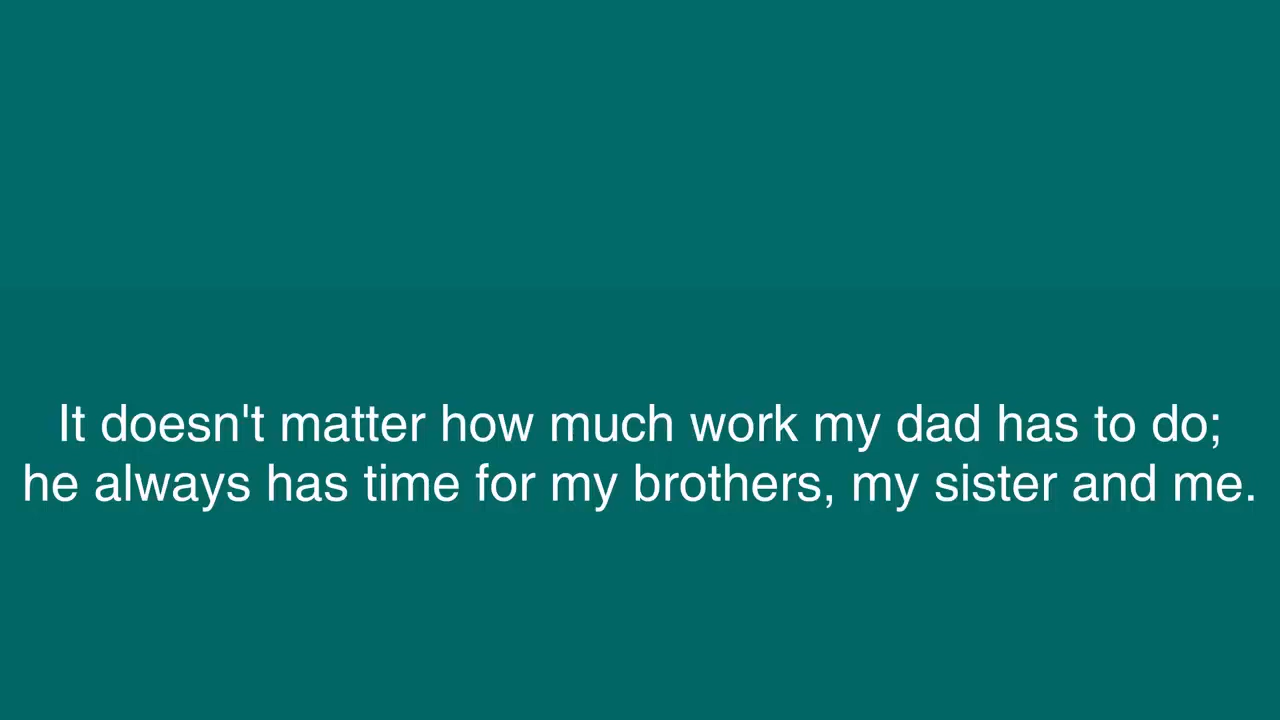 It doesn't matter how much work my dad has to do;
he always has time for my brothers, my sister and me.